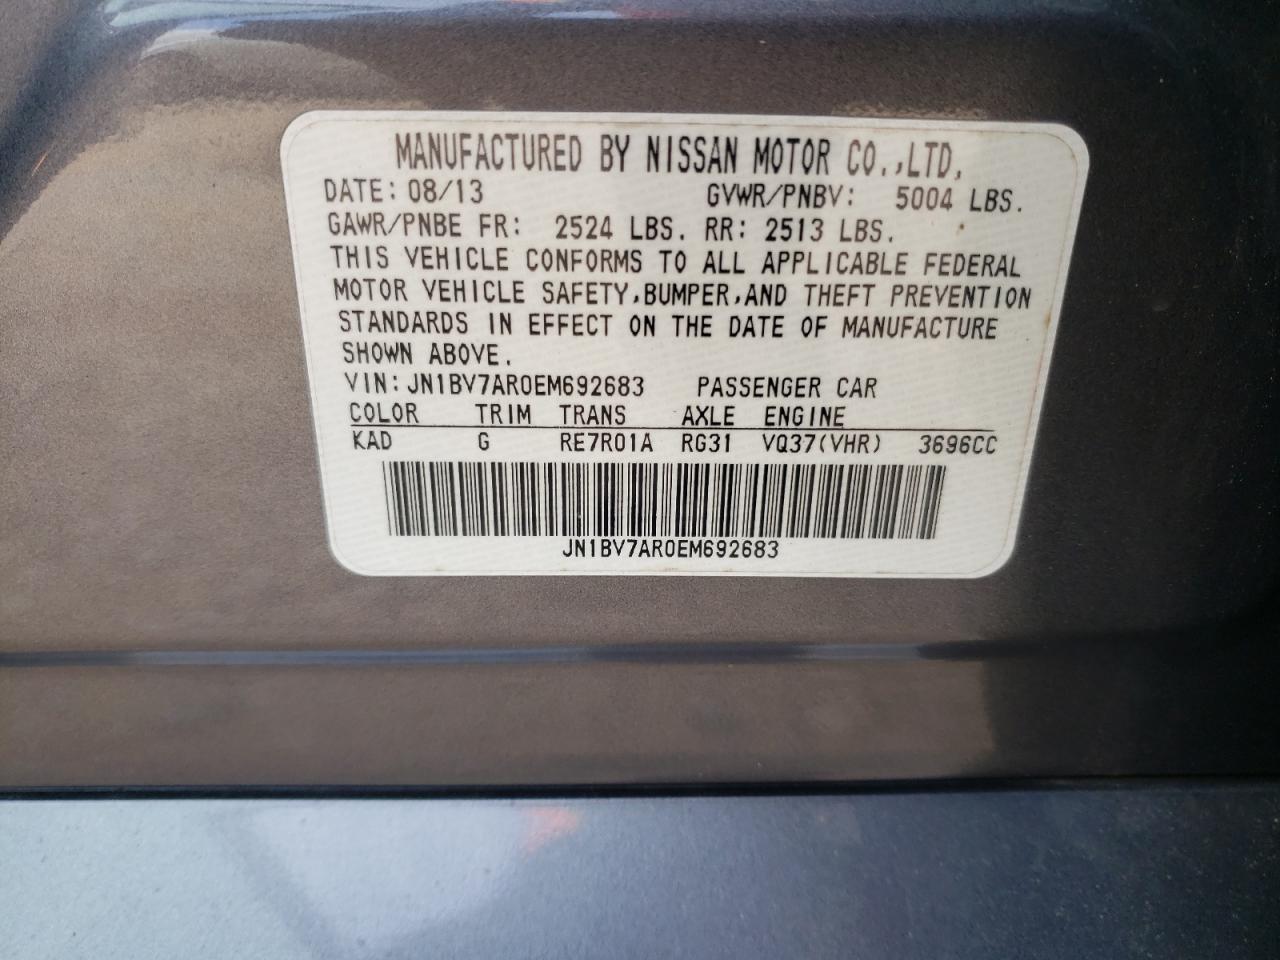 MANUFACTURED BY NISSAN MOTOR CO.,LTD,
DATE: 08/13 GVWR/PNBV: 5004 LBS.
GAWR/PNBE FR: 2524 LBS. RR: 2513 LBS.
THIS VEHICLE CONFORMS TO ALL APPLICABLE FEDERAL
MOTOR VEHICLE SAFETY,BUMPER,AND THEFT PREVENTION
STANDARDS IN EFFECT ON THE DATE OF MANUFACTURE
SHOWN ABOVE.
VIN: JN1BV7AR0EM692683 PASSENGER CAR
COLOR TRIM TRANS AXLE ENGINE
KAD G RE7R01A RG31 VQ37(VHR) 3696CC
JN1BV7AR0EM692683